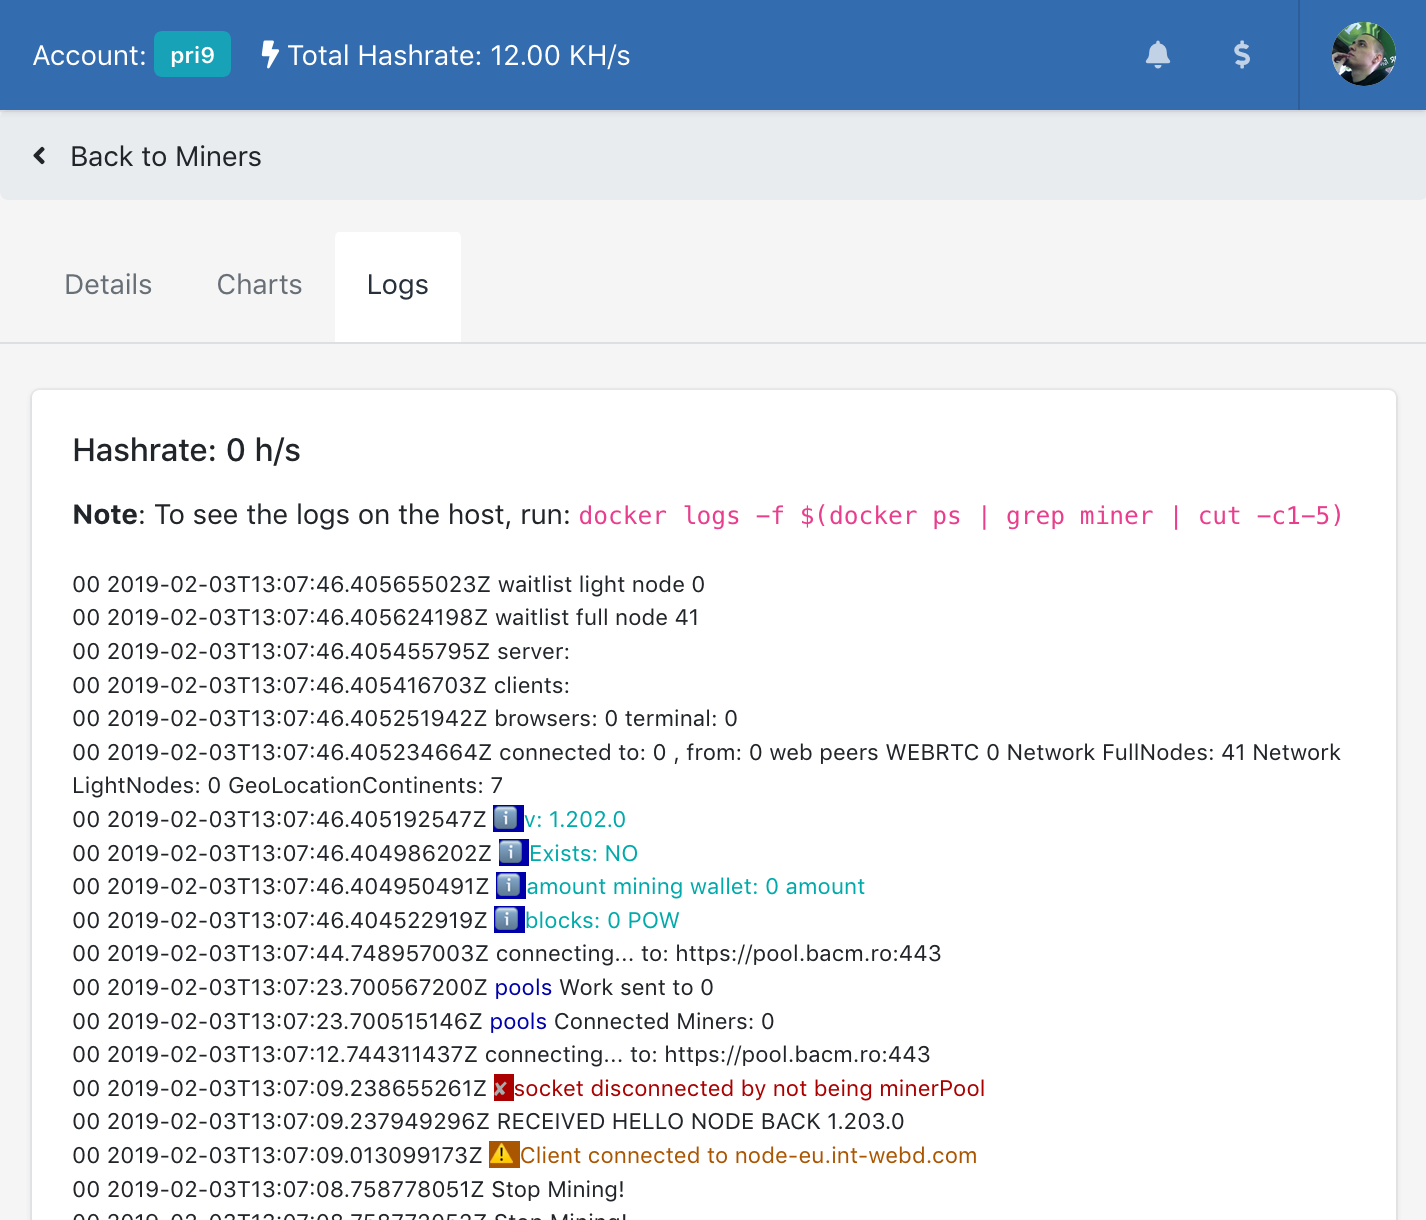 Account: pri9 Total Hashrate: 12.00 KH/s $
Back to Miners
Details Charts Logs
Hashrate: 0 h/s
Note: To see the logs on the host, run: docker logs -f $(docker ps | grep miner | cut -c1-5)
00 2019-02-03T13:07:46.405655023Z waitlist light node 0
00 2019-02-03T13:07:46.405624198Z waitlist full node 41
00 2019-02-03T13:07:46.405455795Z server:
00 2019-02-03T13:07:46.405416703Z clients:
00 2019-02-03T13:07:46.405251942Z browsers: 0 terminal: 0
00 2019-02-03T13:07:46.405234664Z connected to: 0 , from: 0 web peers WEBRTC 0 Network FullNodes: 41 Network
LightNodes: 0 GeoLocationContinents: 7
00 2019-02-03T13:07:46.405192547Z ℹ️v: 1.202.0
00 2019-02-03T13:07:46.404986202Z ℹ️Exists: NO
00 2019-02-03T13:07:46.404950491Z ℹ️amount mining wallet: 0 amount
00 2019-02-03T13:07:46.404522919Z ℹ️blocks: 0 POW
00 2019-02-03T13:07:44.748957003Z connecting... to: https://pool.bacm.ro:443
00 2019-02-03T13:07:23.700567200Z pools Work sent to 0
00 2019-02-03T13:07:23.700515146Z pools Connected Miners: 0
00 2019-02-03T13:07:12.744311437Z connecting... to: https://pool.bacm.ro:443
00 2019-02-03T13:07:09.238655261Z ✘socket disconnected by not being minerPool
00 2019-02-03T13:07:09.237949296Z RECEIVED HELLO NODE BACK 1.203.0
00 2019-02-03T13:07:09.013099173Z ⚠️Client connected to node-eu.int-webd.com
00 2019-02-03T13:07:08.758778051Z Stop Mining!